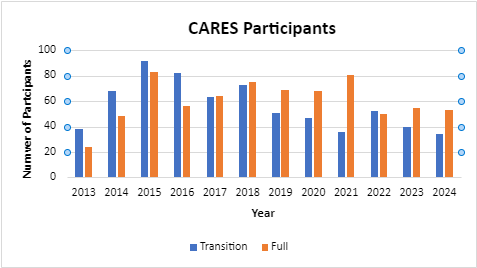 CARES Participants
100
80
60
40
20
0
Numver of Participants
2013 2014 2015 2016 2017 2018 2019 2020 2021 2022 2023 2024
Year
Transition Full